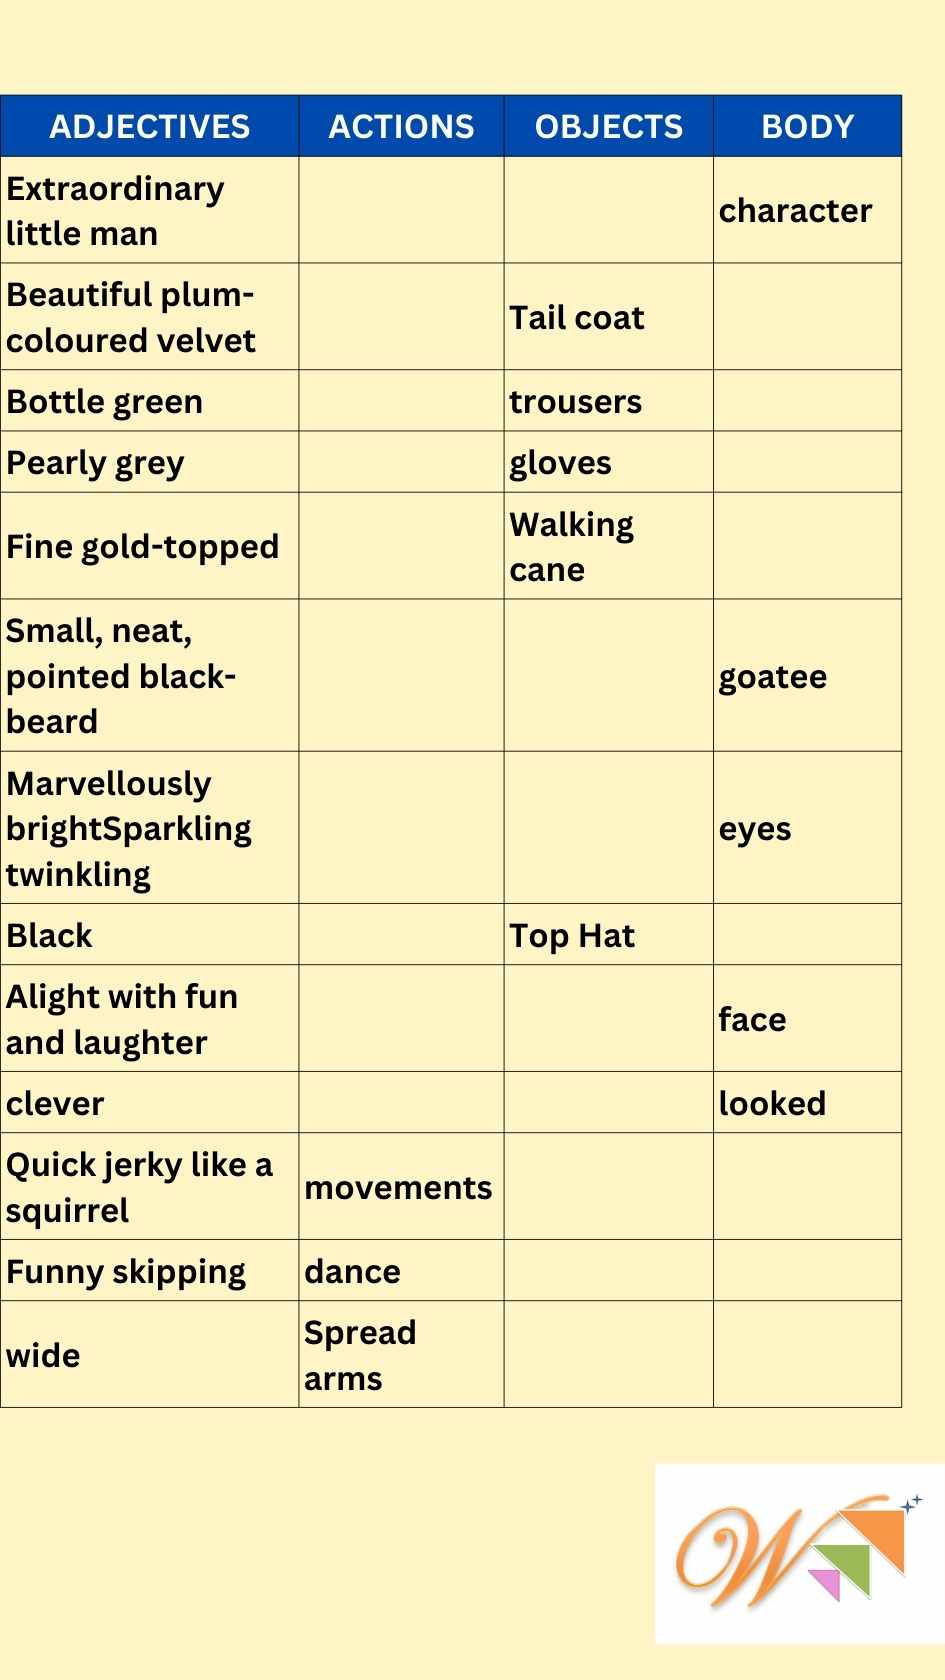 ADJECTIVES ACTIONS OBJECTS BODY
Extraordinary
little man
character
Beautiful plum-
coloured velvet
Tail coat
Bottle green trousers
Pearly grey gloves
Fine gold-topped
Walking
cane
Small, neat,
pointed black-
beard
goatee
Marvellously
brightSparkling
twinkling
eyes
Black Top Hat
Alight with fun
and laughter
face
clever looked
Quick jerky like a
squirrel
movements
Funny skipping dance
wide
Spread
arms
W